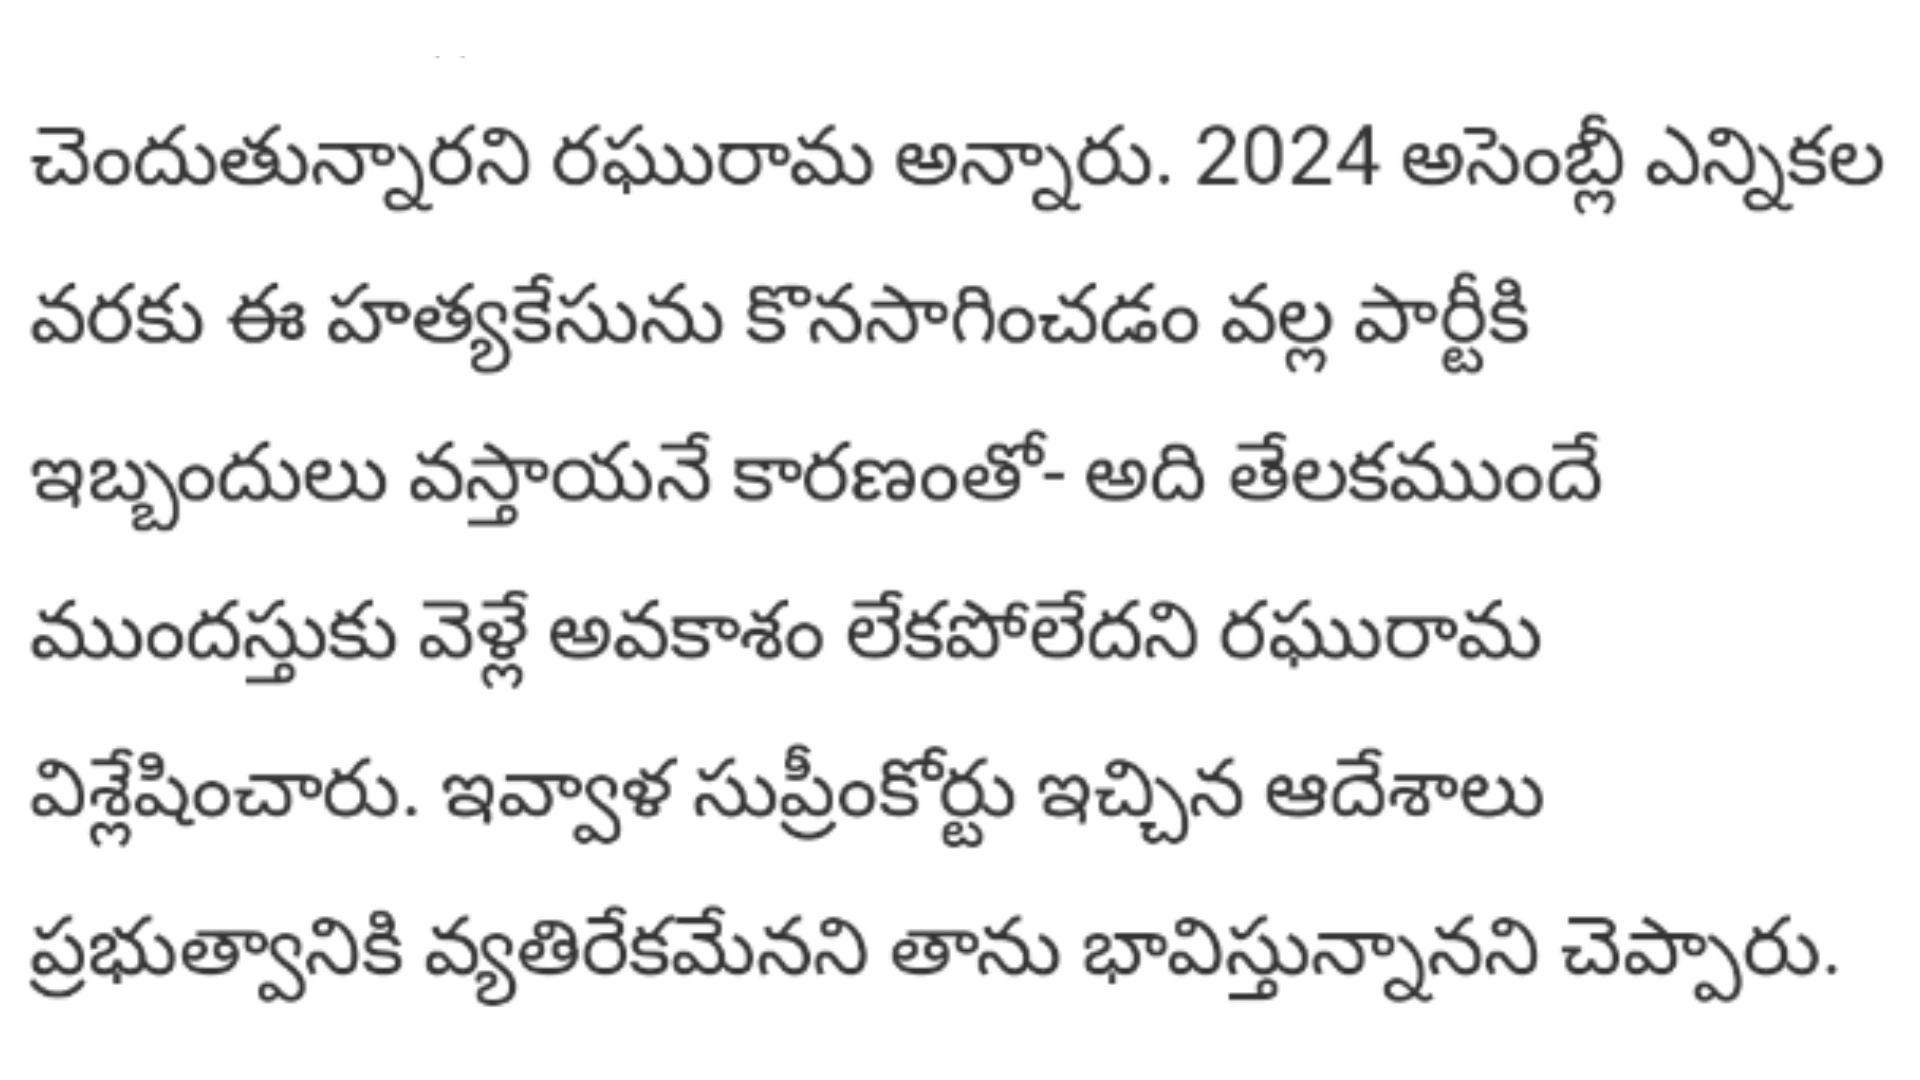 చెందుతున్నారని రఘురామ అన్నారు. 2024 అసెంబ్లీ ఎన్నికల
వరకు ఈ హత్యకేసును కొనసాగించడం వల్ల పార్టీకి
ఇబ్బందులు వస్తాయనే కారణంతో- అది తేలకముందే
ముందస్తుకు వెళ్లే అవకాశం లేకపోలేదని రఘురామ
విశ్లేషించారు. ఇవ్వాళ సుప్రీంకోర్టు ఇచ్చిన ఆదేశాలు
ప్రభుత్వానికి వ్యతిరేకమేనని తాను భావిస్తున్నానని చెప్పారు.